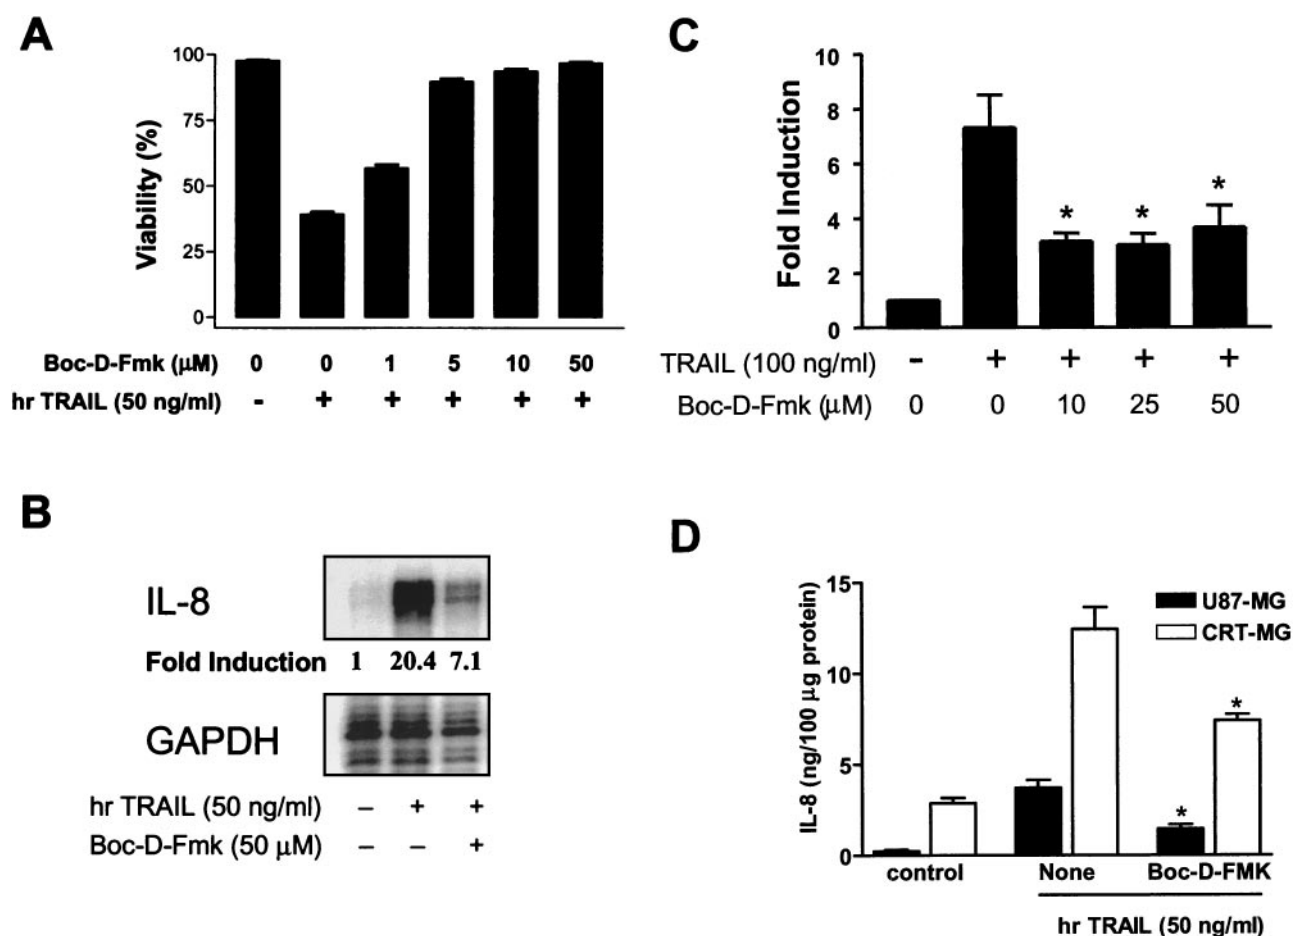 A
100
75
50
25
0
Viability (%)
Boc-D-Fmk (μM) 0 0 1 5 10 50
hr TRAIL (50 ng/ml) - + + + + +
B
IL-8
Fold Induction 1 20.4 7.1
GAPDH
hr TRAIL (50 ng/ml) – + +
Boc-D-Fmk (50 μM) – – +
C
10
8
6
4
2
0
Fold Induction
* * *
TRAIL (100 ng/ml) - + + + +
Boc-D-Fmk (μM) 0 0 10 25 50
D
15
10
5
0
IL-8 (ng/100 μg protein)
U87-MG
CRT-MG
* *
control None Boc-D-FMK
hr TRAIL (50 ng/ml)